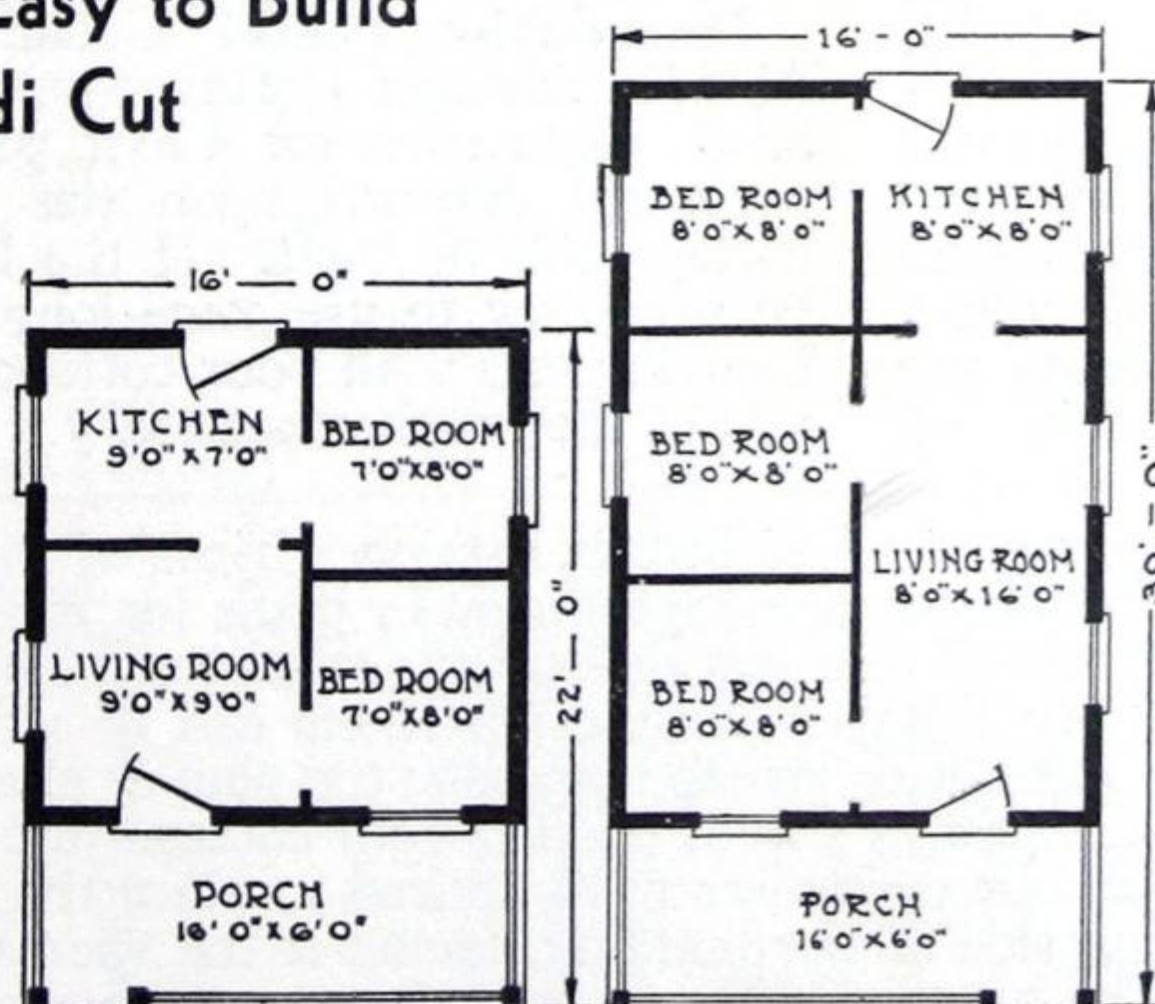 Easy to Build
di Cut
16' - 0"
KITCHEN
9'0" X 7'0"
BED ROOM
7'0"X8'0"
LIVING ROOM
9'0"X9'0"
BED ROOM
7'0"X8'0"
PORCH
16' 0"X6'0"
22' - 0"
16' - 0"
BED ROOM
8'0"X8'0"
KITCHEN
8'0"X8'0"
BED ROOM
8'0"X8'0"
LIVING ROOM
8'0"X16'0"
BED ROOM
8'0"X8'0"
PORCH
16'0"X6'0"